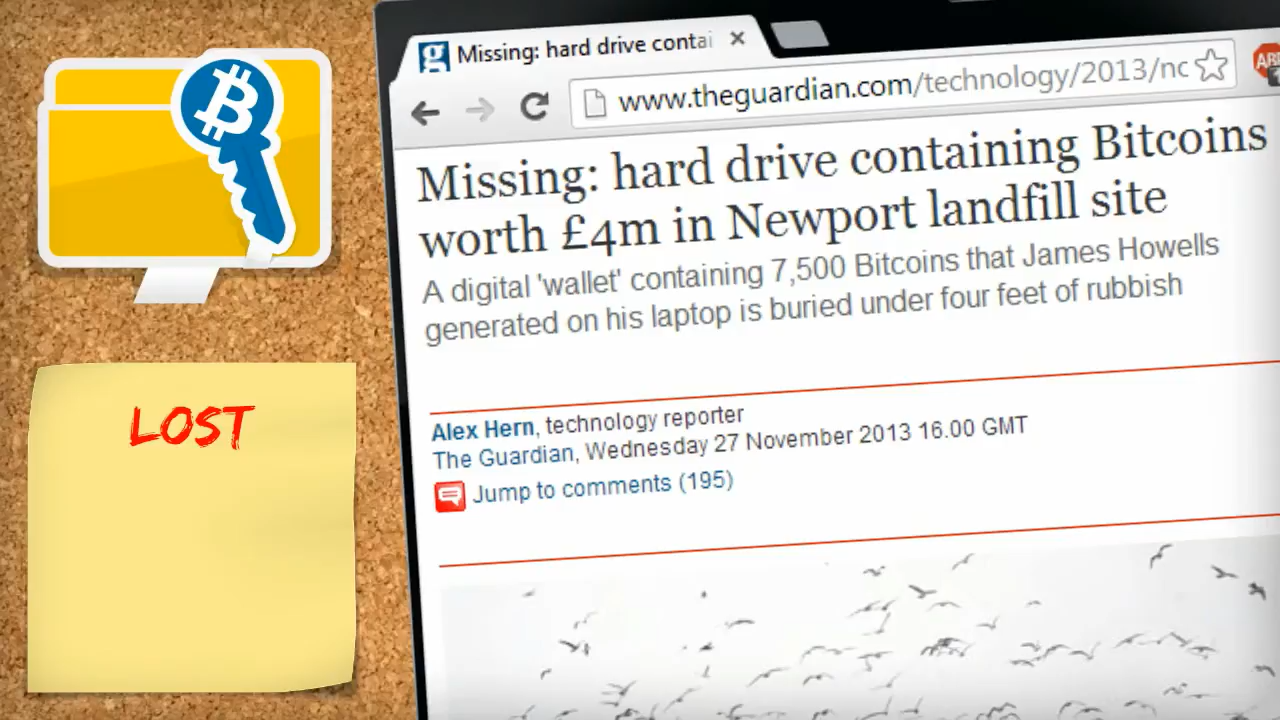 Missing: hard drive contai
www.theguardian.com/technology/2013/nc
Missing: hard drive containing Bitcoins
worth £4m in Newport landfill site
A digital 'wallet' containing 7,500 Bitcoins that James Howells
generated on his laptop is buried under four feet of rubbish
Alex Hern, technology reporter
The Guardian, Wednesday 27 November 2013 16.00 GMT
Jump to comments (195)
LOST